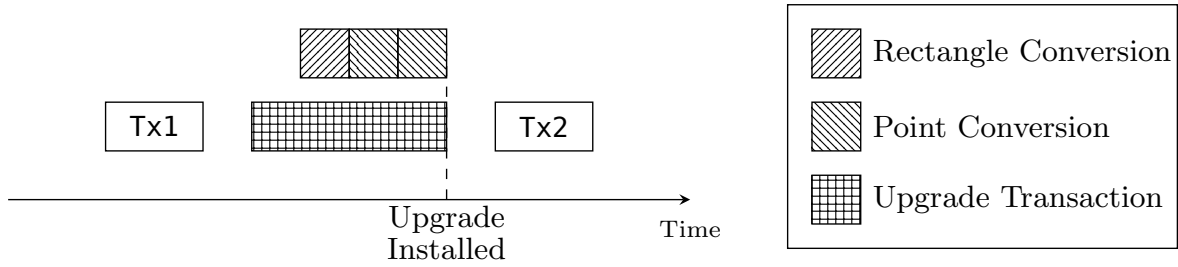 Tx1
Tx2
Upgrade
Installed
Time
Rectangle Conversion
Point Conversion
Upgrade Transaction